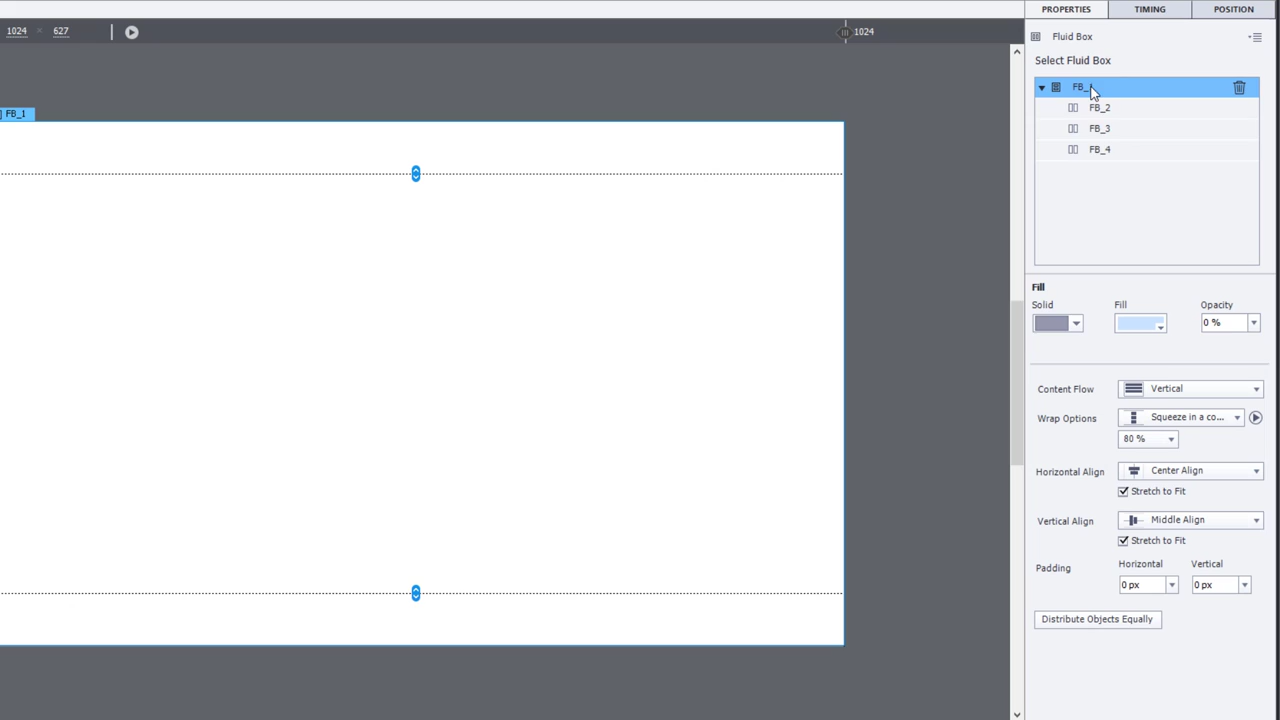 PROPERTIES TIMING POSITION
1024 627 1024
Fluid Box
Select Fluid Box
FB_1
FB_2
FB_3
FB_4
FB_1
Fill
Solid Fill Opacity
0 %
Content Flow Vertical
Wrap Options Squeeze in a co...
80 %
Horizontal Align Center Align
Stretch to Fit
Vertical Align Middle Align
Stretch to Fit
Padding Horizontal Vertical
0 px 0 px
Distribute Objects Equally